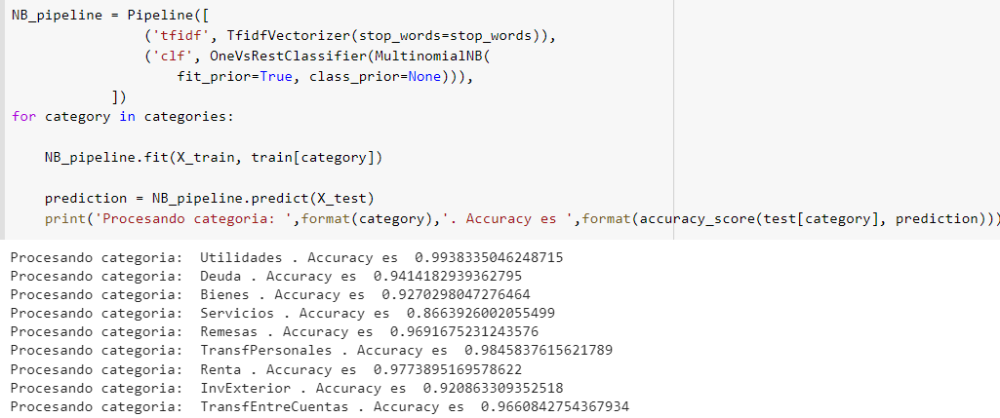 NB_pipeline = Pipeline([
                ('tfidf', TfidfVectorizer(stop_words=stop_words)),
                ('clf', OneVsRestClassifier(MultinomialNB(
                    fit_prior=True, class_prior=None))),
            ])
for category in categories:
    NB_pipeline.fit(X_train, train[category])
    prediction = NB_pipeline.predict(X_test)
    print('Procesando categoria: ',format(category),'. Accuracy es ',format(accuracy_score(test[category], prediction)))
Procesando categoria:  Utilidades . Accuracy es  0.9938335046248715
Procesando categoria:  Deuda . Accuracy es  0.9414182939362795
Procesando categoria:  Bienes . Accuracy es  0.9270298047276464
Procesando categoria:  Servicios . Accuracy es  0.8663926002055499
Procesando categoria:  Remesas . Accuracy es  0.9691675231243576
Procesando categoria:  TransfPersonales . Accuracy es  0.9845837615621789
Procesando categoria:  Renta . Accuracy es  0.9773895169578622
Procesando categoria:  InvExterior . Accuracy es  0.920863309352518
Procesando categoria:  TransfEntreCuentas . Accuracy es  0.9660842754367934